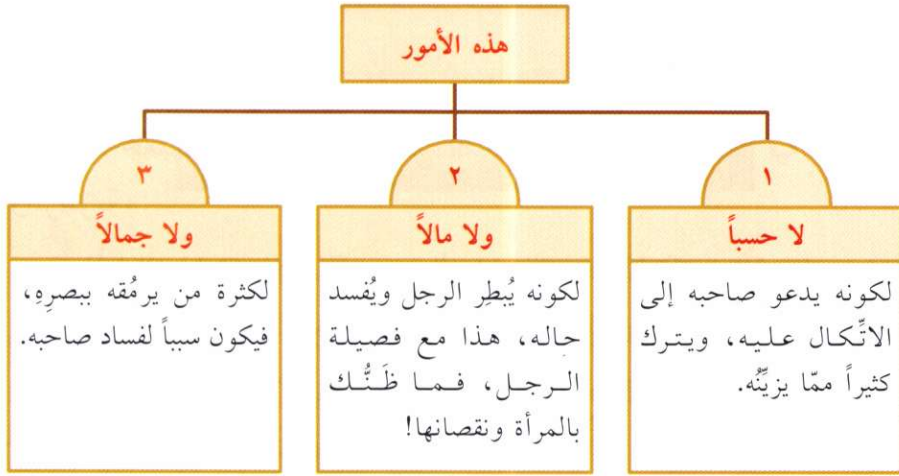 هذه الأمور
١
لا حسباً
لكونه يدعو صاحبه إلى
الاتِّكال عليه، ويترك
كثيراً ممّا يزيِّنُه.
٢
ولا مالاً
لكونه يُبطِر الرجل ويُفسد
حاله، هذا مع فصيلة
الرجل، فما ظَنُّك
بالمرأة ونقصانها!
٣
ولا جمالاً
لكثرة من يرمُقه ببصرِهِ،
فيكون سبباً لفساد صاحبه.